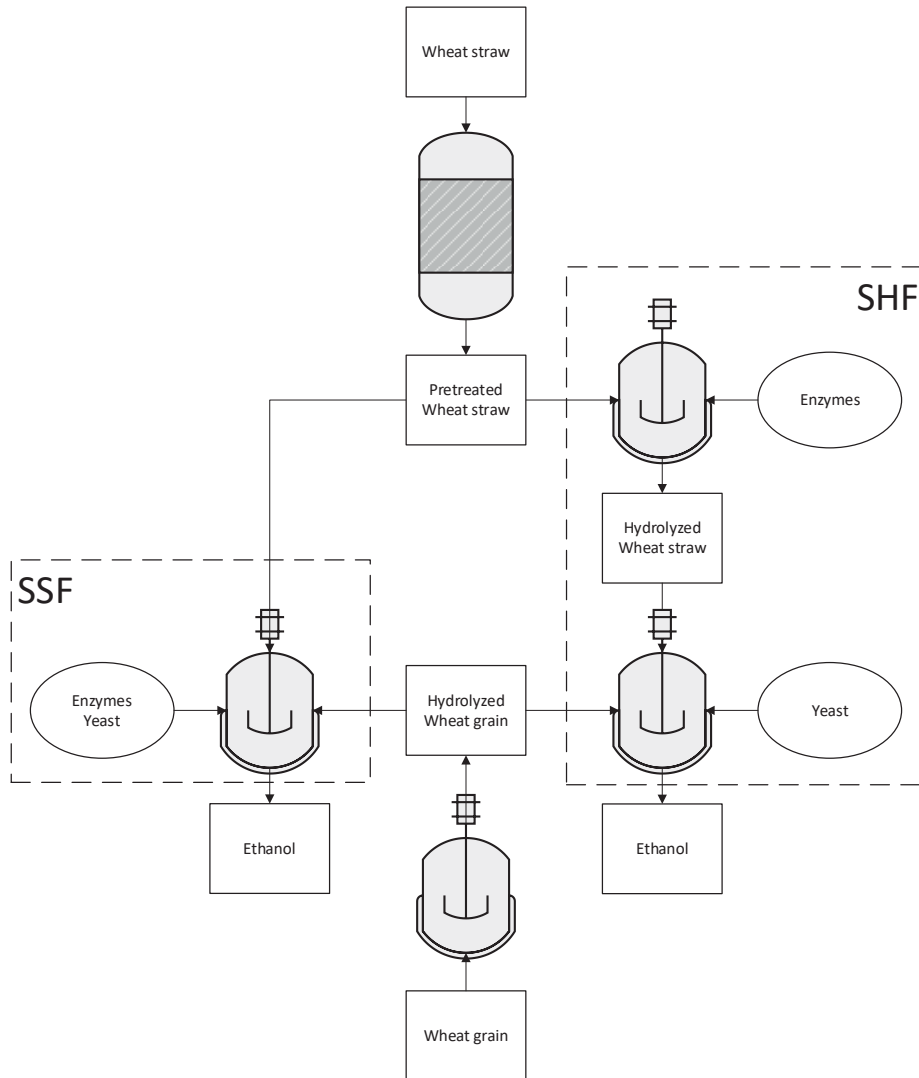 Wheat straw
SHF
Pretreated
Wheat straw
Enzymes
Hydrolyzed
Wheat straw
SSF
Enzymes
Yeast
Hydrolyzed
Wheat grain
Yeast
Ethanol
Ethanol
Wheat grain